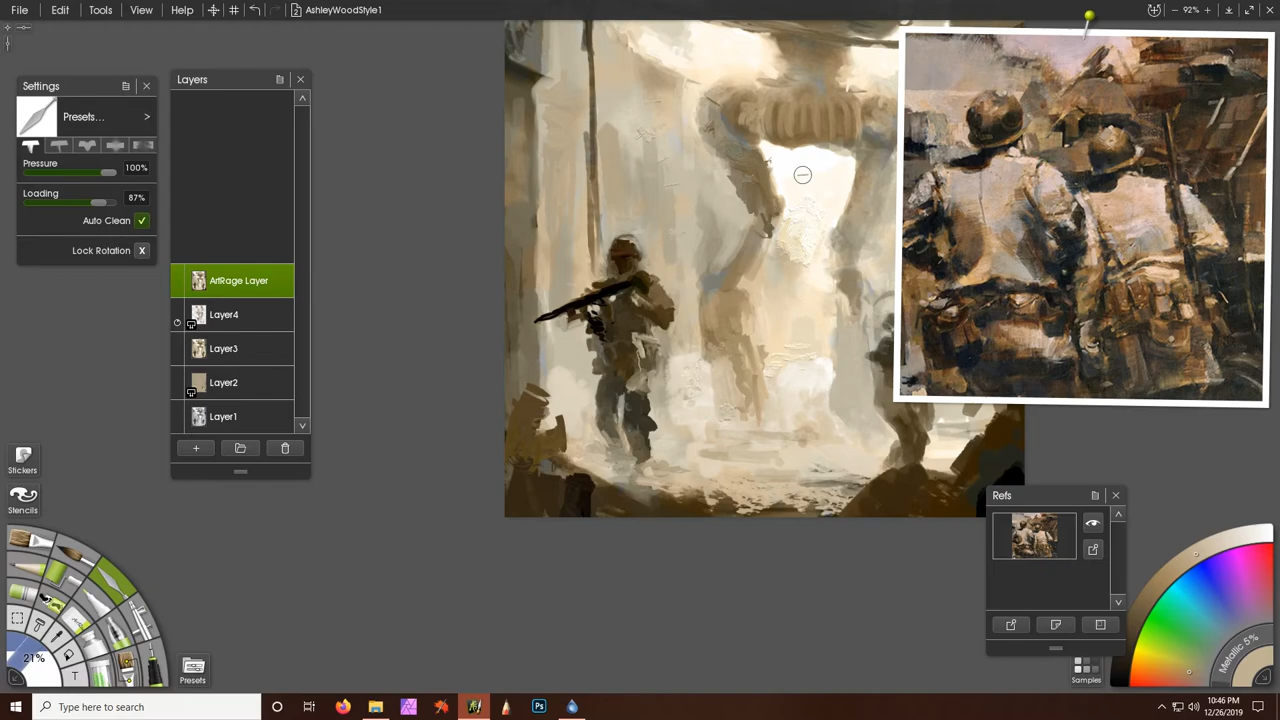 File Edit Tools View Help AshleyWoodStyle1 92%
Settings
Presets...
Pressure
100%
Loading
87%
Auto Clean
Lock Rotation X
Layers
ArtRage Layer
Layer4
Layer3
Layer2
Layer1
Stickers
Stencils
21%
T
Presets
Refs
Metallic 5%
Samples
Type here to search
Ps
10:46 PM
12/26/2019